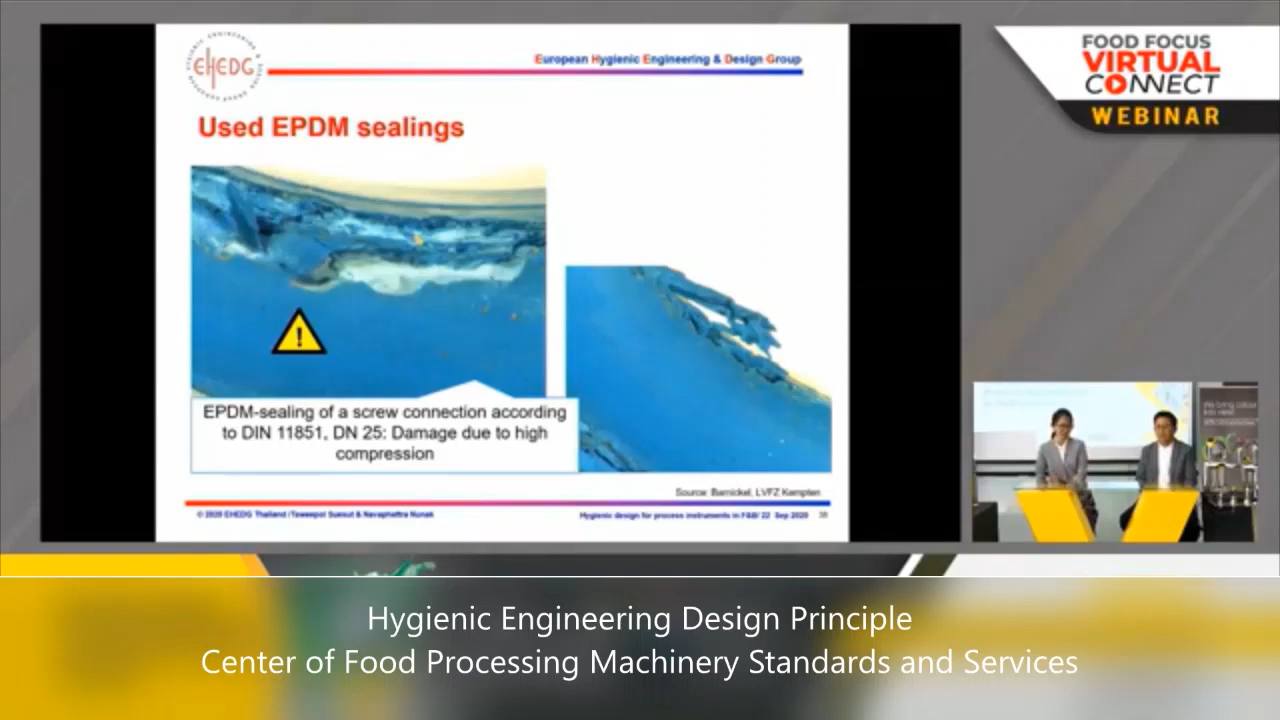 EHEDG
European Hygienic Engineering & Design Group
Used EPDM sealings
EPDM-sealing of a screw connection according
to DIN 11851, DN 25: Damage due to high
compression
Source: Barnickel, LVFZ Kempten
© 2020 EHEDG Thailand /Taweepol Suesut & Navaphattra Nunak
Hygienic design for process instruments in F&B/ 22 Sep 2020 38
FOOD FOCUS
VIRTUAL
CONNECT
WEBINAR
Hygienic Engineering Design Principle
Center of Food Processing Machinery Standards and Services